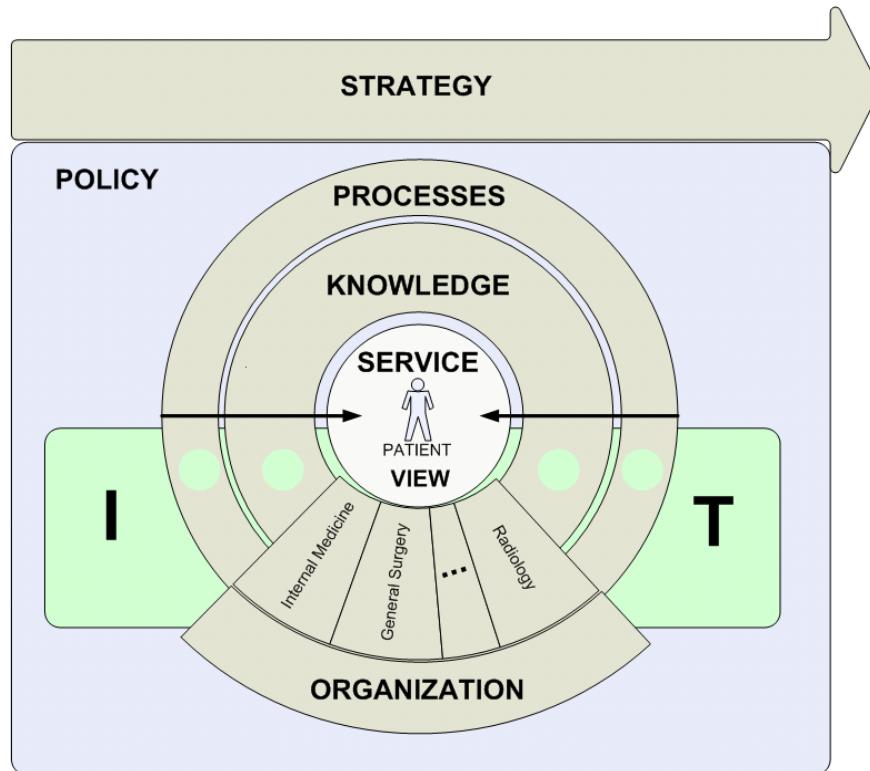 STRATEGY
POLICY
PROCESSES
KNOWLEDGE
SERVICE
PATIENT
VIEW
I
T
Internal Medicine
General Surgery
...
Radiology
ORGANIZATION